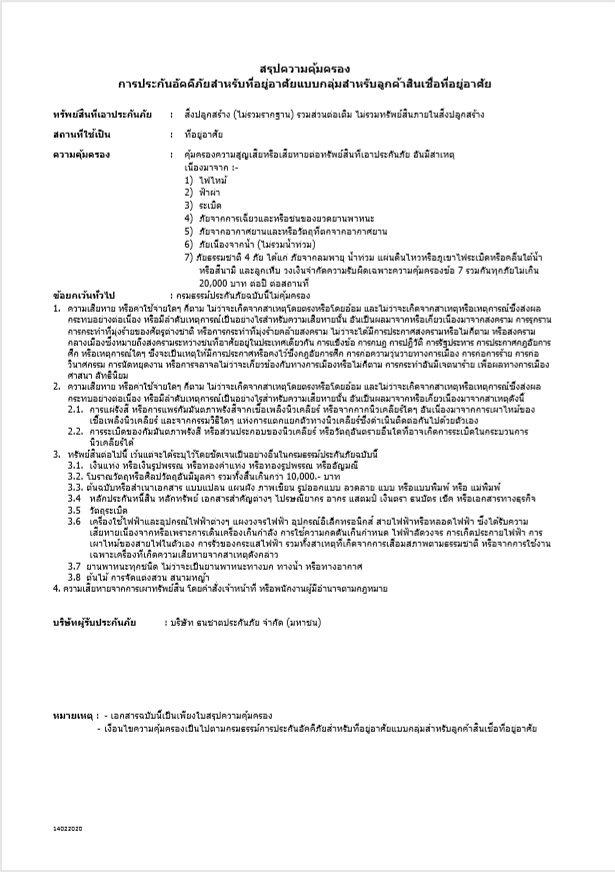 สรุปความคุ้มครอง
การประกันอัคคีภัยสำหรับที่อยู่อาศัยแบบกลุ่มสำหรับลูกค้าสินเชื่อที่อยู่อาศัย
ทรัพย์สินที่เอาประกันภัย : สิ่งปลูกสร้าง (ไม่รวมรากฐาน) รวมส่วนต่อเติม ไม่รวมทรัพย์สินภายในสิ่งปลูกสร้าง
สถานที่ใช้เป็น : ที่อยู่อาศัย
ความคุ้มครอง : คุ้มครองความสูญเสียหรือเสียหายต่อทรัพย์สินที่เอาประกันภัย อันมีสาเหตุ
เนื่องมาจาก :-
1) ไฟไหม้
2) ฟ้าผ่า
3) ระเบิด
4) ภัยจากการเฉี่ยวและหรือชนของยวดยานพาหนะ
5) ภัยจากอากาศยานและหรือวัตถุที่ตกจากอากาศยาน
6) ภัยเนื่องจากน้ำ (ไม่รวมน้ำท่วม)
7) ภัยธรรมชาติ 4 ภัย ได้แก่ ภัยจากลมพายุ น้ำท่วม แผ่นดินไหวหรือภูเขาไฟระเบิดหรือคลื่นใต้น้ำ
หรือสึนามิ และลูกเห็บ วงเงินจำกัดความรับผิดเฉพาะความคุ้มครองข้อ 7 รวมกันทุกภัยไม่เกิน
20,000 บาท ต่อปี ต่อสถานที่
ข้อยกเว้นทั่วไป : กรมธรรม์ประกันภัยฉบับนี้ไม่คุ้มครอง
1. ความเสียหาย หรือค่าใช้จ่ายใดๆ ก็ตาม ไม่ว่าจะเกิดจากสาเหตุโดยตรงหรือโดยอ้อม และไม่ว่าจะเกิดจากสาเหตุหรือเหตุการณ์ซึ่งส่งผล
กระทบอย่างต่อเนื่อง หรือมีลำดับเหตุการณ์เป็นอย่างไรสำหรับความเสียหายนั้น อันเป็นผลมาจากหรือเกี่ยวเนื่องมาจาก สงคราม การรุกราน
การกระทำที่มุ่งร้ายของศัตรูต่างชาติ หรือการกระทำที่มุ่งร้ายคล้ายสงคราม ไม่ว่าจะได้มีการประกาศสงครามหรือไม่ก็ตาม หรือสงคราม
กลางเมืองซึ่งหมายถึงสงครามระหว่างชนที่อาศัยอยู่ในประเทศเดียวกัน การแข็งข้อ การกบฏ การปฏิวัติ การรัฐประหาร การประกาศกฎอัยการ
ศึก หรือเหตุการณ์ใดๆ ซึ่งจะเป็นเหตุให้มีการประกาศหรือคงไว้ซึ่งกฎอัยการศึก การก่อความวุ่นวายทางการเมือง การก่อการร้าย การก่อ
วินาศกรรม การนัดหยุดงาน หรือการจลาจลไม่ว่าจะเกี่ยวข้องกับทางการเมืองหรือไม่ก็ตาม การกระทำอันมีเจตนาร้าย เพื่อผลทางการเมือง
ศาสนา ลัทธินิยม
2. ความเสียหาย หรือค่าใช้จ่ายใดๆ ก็ตาม ไม่ว่าจะเกิดจากสาเหตุโดยตรงหรือโดยอ้อม และไม่ว่าจะเกิดจากสาเหตุหรือเหตุการณ์ซึ่งส่งผล
กระทบอย่างต่อเนื่อง หรือมีลำดับเหตุการณ์เป็นอย่างไรสำหรับความเสียหายนั้น อันเป็นผลมาจากหรือเกี่ยวเนื่องมาจากสาเหตุดังนี้
2.1. การแผ่รังสี หรือการแพร่กัมมันตภาพรังสีจากเชื้อเพลิงนิวเคลียร์ หรือจากกากนิวเคลียร์ใดๆ อันเนื่องมาจากการเผาไหม้ของ
เชื้อเพลิงนิวเคลียร์ และจากกรรมวิธีใดๆ แห่งการแตกแยกตัวทางนิวเคลียร์ซึ่งดำเนินติดต่อกันไปด้วยตัวเอง
2.2. การระเบิดของกัมมันตภาพรังสี หรือส่วนประกอบของนิวเคลียร์ หรือวัตถุอันตรายอื่นใดที่อาจเกิดการระเบิดในกระบวนการ
นิวเคลียร์ได้
3. ทรัพย์สินต่อไปนี้ เว้นแต่จะได้ระบุไว้โดยชัดเจนเป็นอย่างอื่นในกรมธรรม์ประกันภัยฉบับนี้
3.1. เงินแท่ง หรือเงินรูปพรรณ หรือทองคำแท่ง หรือทองรูปพรรณ หรืออัญมณี
3.2. โบราณวัตถุหรือศิลปวัตถุอันมีมูลค่า รวมทั้งสิ้นเกินกว่า 10,000.- บาท
3.3. ต้นฉบับหรือสำเนาเอกสาร แบบแปลน แผนผัง ภาพเขียน รูปออกแบบ ลวดลาย แบบ หรือแบบพิมพ์ หรือ แม่พิมพ์
3.4 หลักประกันหนี้สิน หลักทรัพย์ เอกสารสำคัญต่างๆ ไปรษณียากร อากร แสตมป์ เงินตรา ธนบัตร เช็ค หรือเอกสารทางธุรกิจ
3.5 วัตถุระเบิด
3.6 เครื่องใช้ไฟฟ้าและอุปกรณ์ไฟฟ้าต่างๆ แผงวงจรไฟฟ้า อุปกรณ์อิเล็กทรอนิกส์ สายไฟฟ้าหรือหลอดไฟฟ้า ซึ่งได้รับความ
เสียหายเนื่องจากหรือเพราะการเดินเครื่องเกินกำลัง การใช้ความกดดันเกินกำหนด ไฟฟ้าลัดวงจร การเกิดประกายไฟฟ้า การ
เผาไหม้ของสายไฟในตัวเอง การรั่วของกระแสไฟฟ้า รวมทั้งสาเหตุที่เกิดจากการเสื่อมสภาพตามธรรมชาติ หรือจากการใช้งาน
เฉพาะเครื่องที่เกิดความเสียหายจากสาเหตุดังกล่าว
3.7 ยานพาหนะทุกชนิด ไม่ว่าจะเป็นยานพาหนะทางบก ทางน้ำ หรือทางอากาศ
3.8 ต้นไม้ การจัดแต่งสวน สนามหญ้า
4. ความเสียหายจากการเผาทรัพย์สิน โดยคำสั่งเจ้าหน้าที่ หรือพนักงานผู้มีอำนาจตามกฎหมาย
บริษัทผู้รับประกันภัย : บริษัท ธนชาตประกันภัย จำกัด (มหาชน)
หมายเหตุ : - เอกสารฉบับนี้เป็นเพียงใบสรุปความคุ้มครอง
- เงื่อนไขความคุ้มครองเป็นไปตามกรมธรรม์การประกันอัคคีภัยสำหรับที่อยู่อาศัยแบบกลุ่มสำหรับลูกค้าสินเชื่อที่อยู่อาศัย
14022020